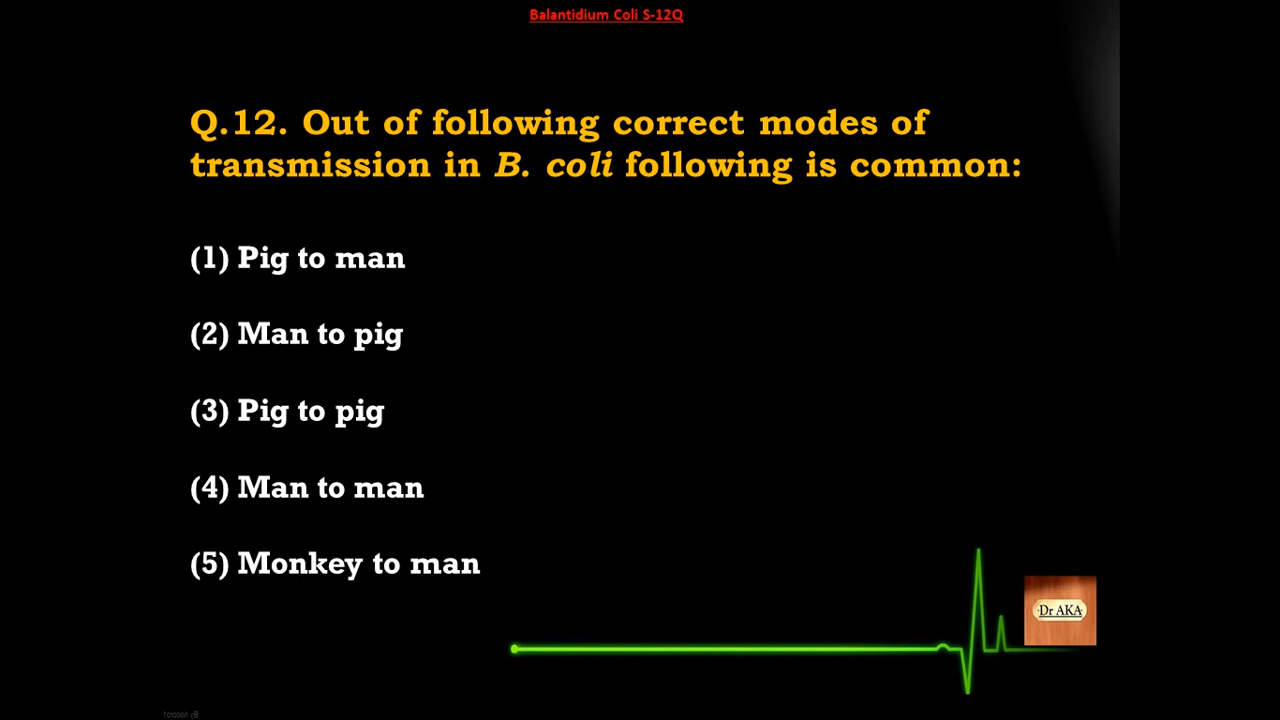 Balantidium Coli S-12Q
Q.12. Out of following correct modes of
transmission in B. coli following is common:
(1) Pig to man
(2) Man to pig
(3) Pig to pig
(4) Man to man
(5) Monkey to man
Dr AKA